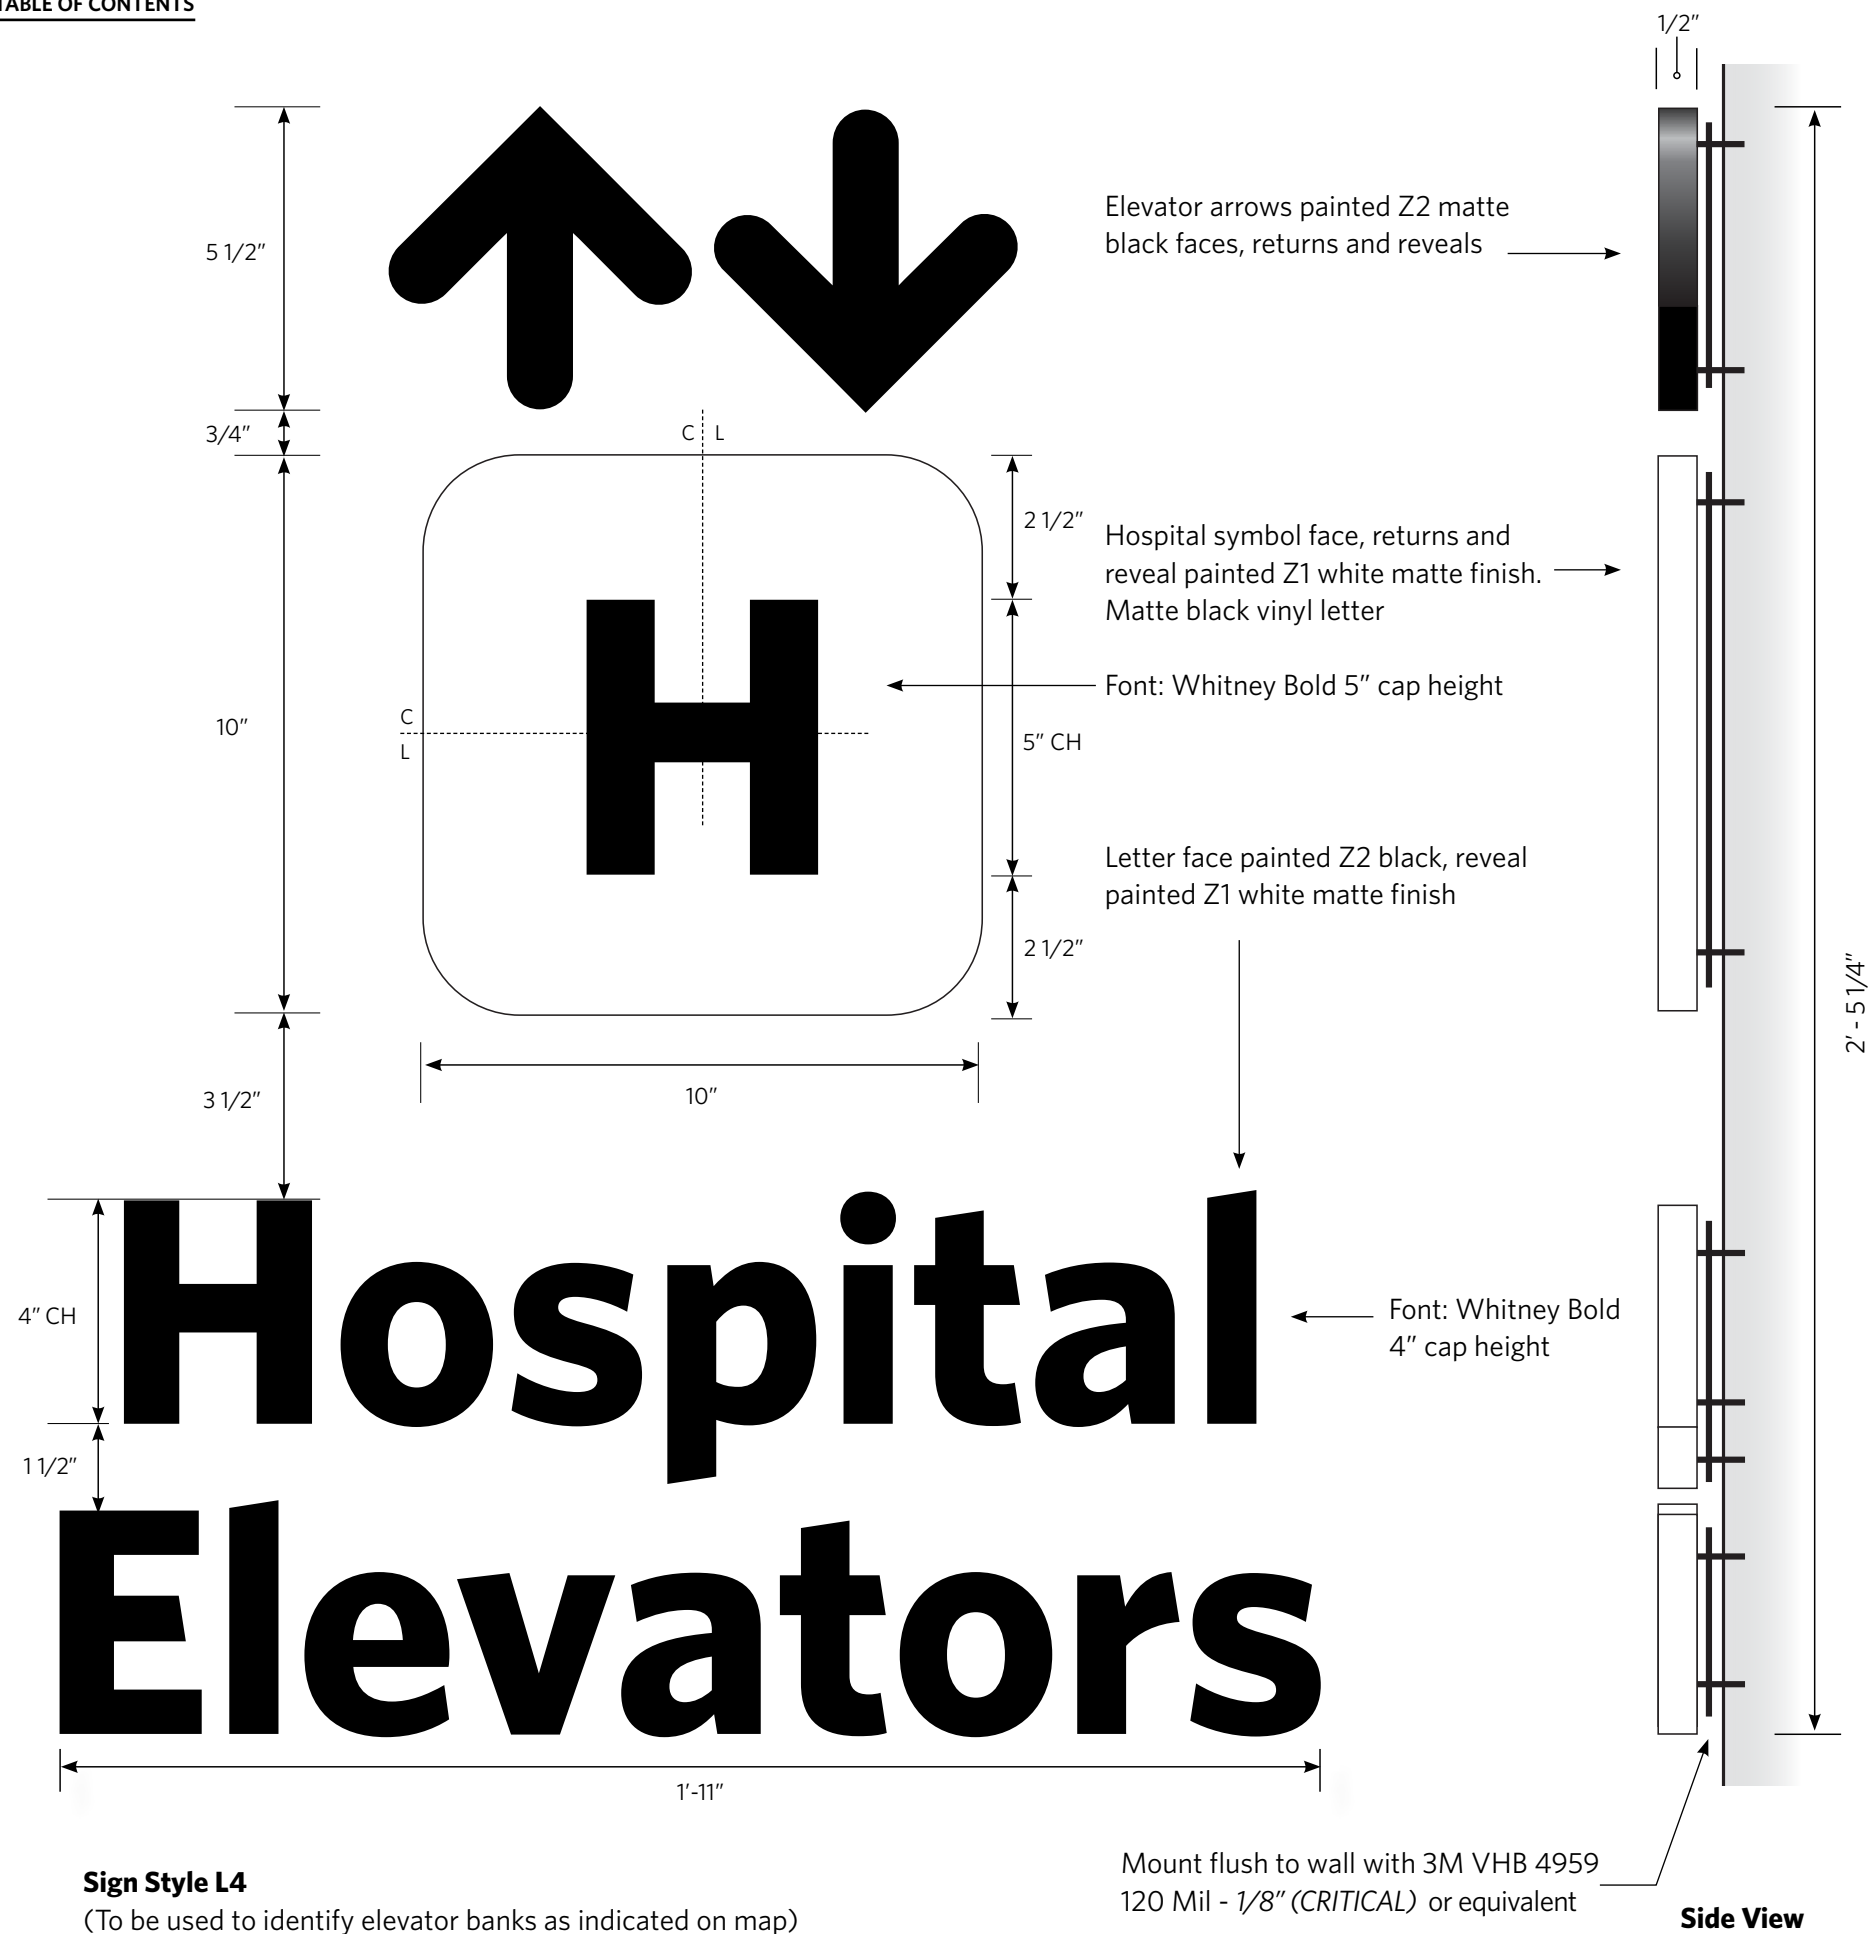 TABLE OF CONTENTS
1/2”
5 1/2”
Elevator arrows painted Z2 matte
black faces, returns and reveals
3/4”
C L
2 1/2”
Hospital symbol face, returns and
reveal painted Z1 white matte finish.
Matte black vinyl letter
Font: Whitney Bold 5” cap height
H
10”
C
L
5” CH
Letter face painted Z2 black, reveal
painted Z1 white matte finish
2 1/2”
2’ - 5 1/4”
10”
3 1/2”
Hospital
4” CH
Font: Whitney Bold
4” cap height
1 1/2”
Elevators
1’-11”
Mount flush to wall with 3M VHB 4959
120 Mil - 1/8” (CRITICAL) or equivalent
Sign Style L4
(To be used to identify elevator banks as indicated on map)
Side View